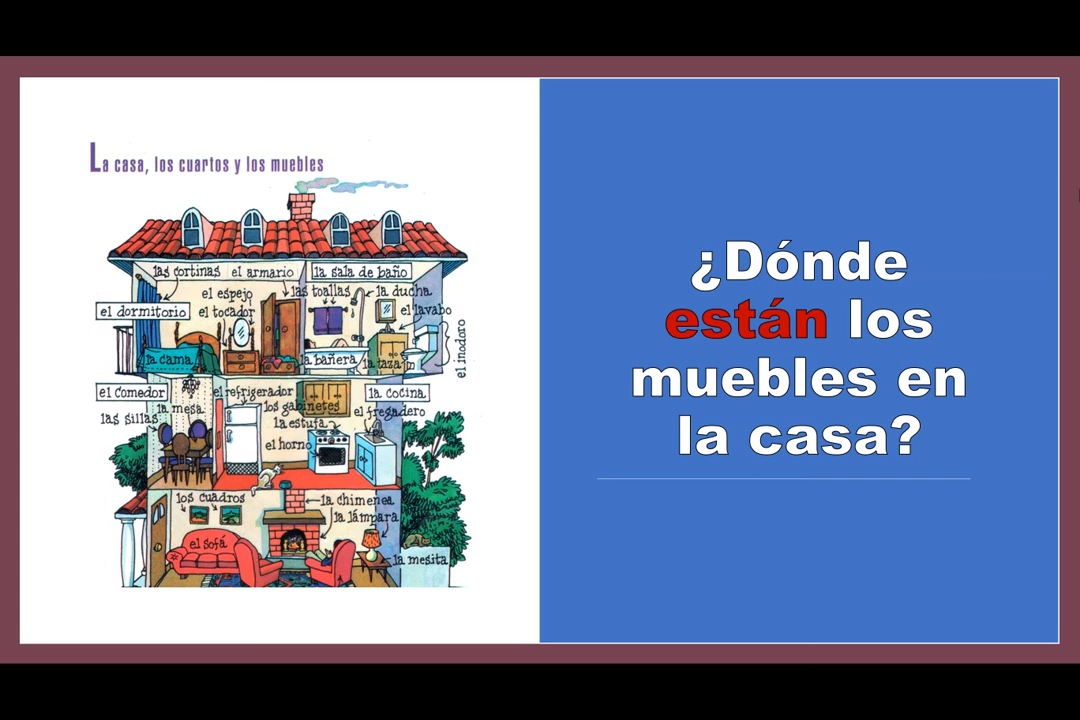 La casa, los cuartos y los muebles
las cortinas
el armario
la sala de baño
el espejo
las toallas
la ducha
el dormitorio
el tocador
el lavabo
la cama
la bañera
la taza
el inodoro
el comedor
el refrigerador
la cocina
las sillas
la mesa
los gabinetes
el fregadero
la estufa
el horno
los cuadros
la chimenea
la lámpara
el sofá
la mesita
¿Dónde
están los
muebles en
la casa?